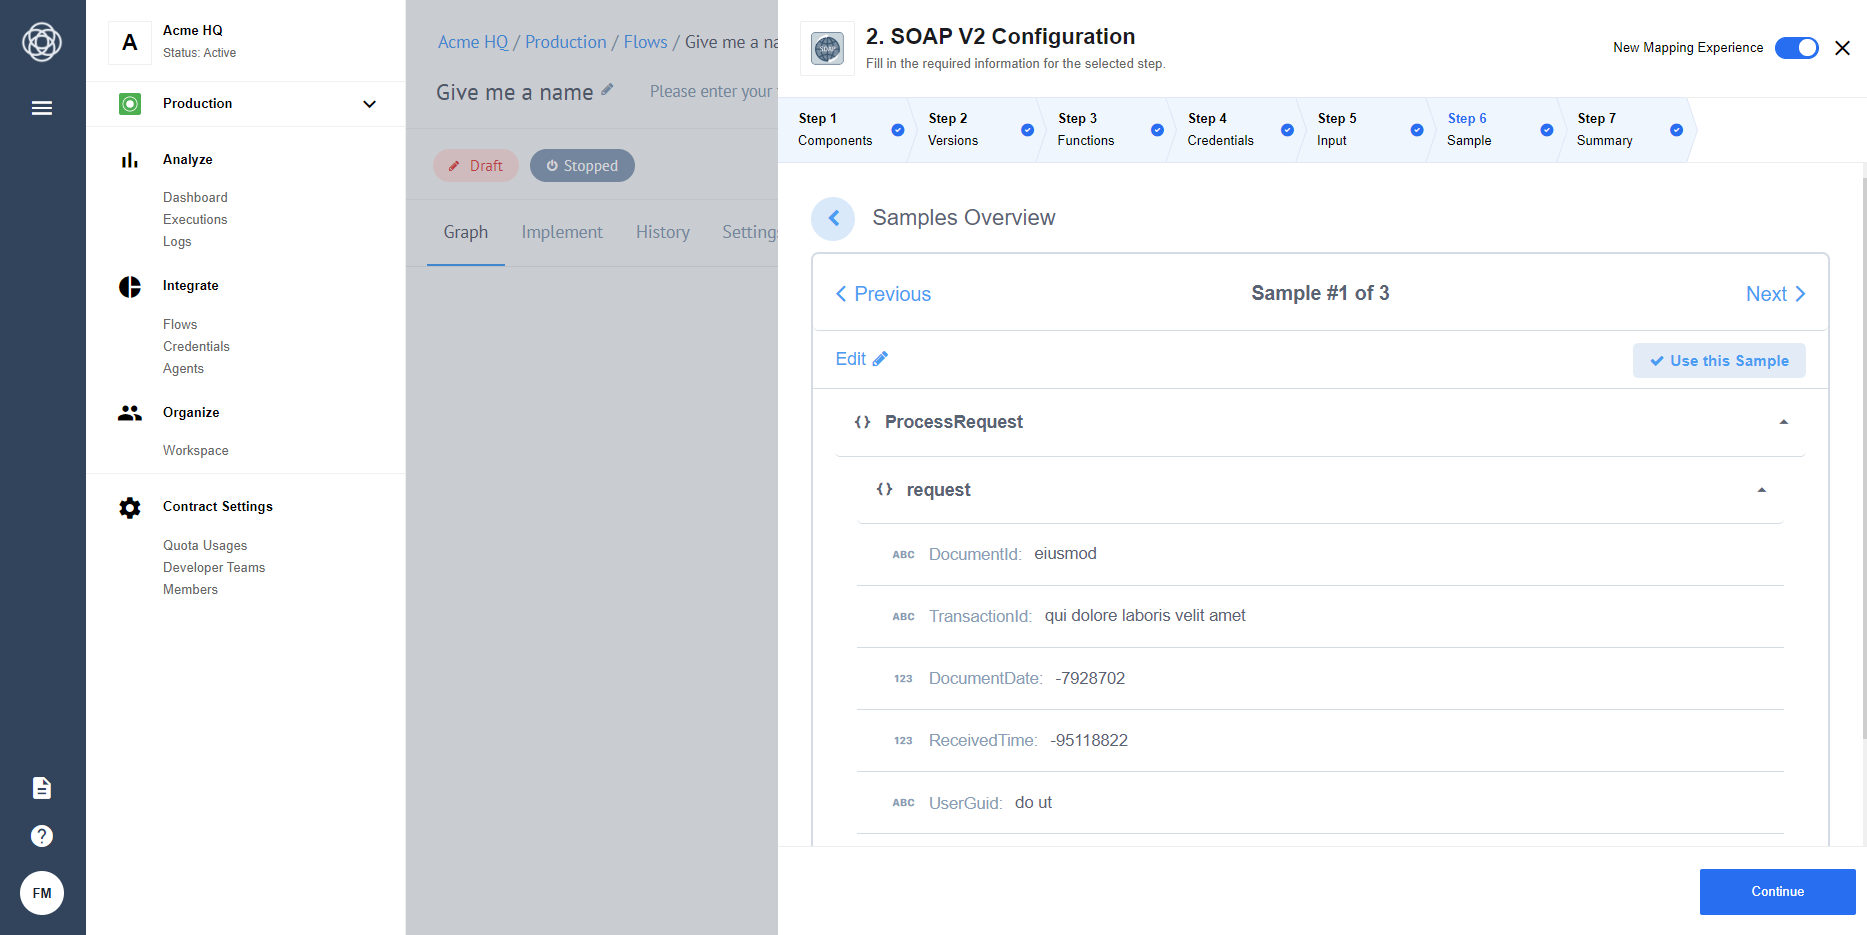 A
Acme HQ
Status: Active
Production
Analyze
Dashboard
Executions
Logs
Integrate
Flows
Credentials
Agents
Organize
Workspace
Contract Settings
Quota Usages
Developer Teams
Members
?
FM
Acme HQ / Production / Flows / Give me a na
Give me a name
Please enter your
Draft
Stopped
Graph
Implement
History
Settings
SOAP
2. SOAP V2 Configuration
Fill in the required information for the selected step.
New Mapping Experience
Step 1
Components
Step 2
Versions
Step 3
Functions
Step 4
Credentials
Step 5
Input
Step 6
Sample
Step 7
Summary
Samples Overview
Previous
Sample #1 of 3
Next
Edit
Use this Sample
{} ProcessRequest
{} request
ABC DocumentId: eiusmod
ABC TransactionId: qui dolore laboris velit amet
123 DocumentDate: -7928702
123 ReceivedTime: -95118822
ABC UserGuid: do ut
Continue